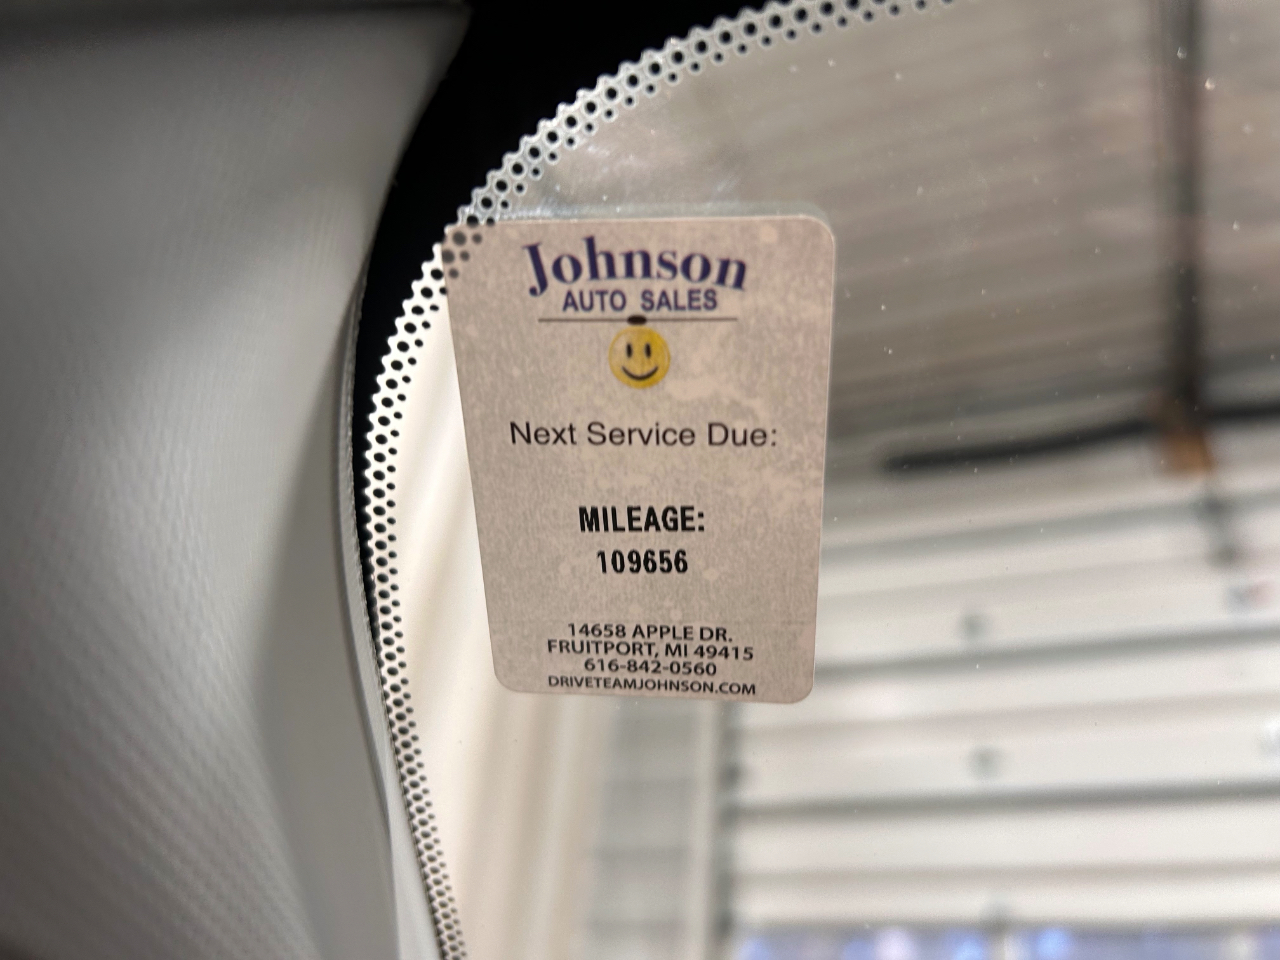 Johnson
AUTO SALES
Next Service Due:
MILEAGE:
109656
14658 APPLE DR.
FRUITPORT, MI 49415
616-842-0560
DRIVETEAMJOHNSON.COM